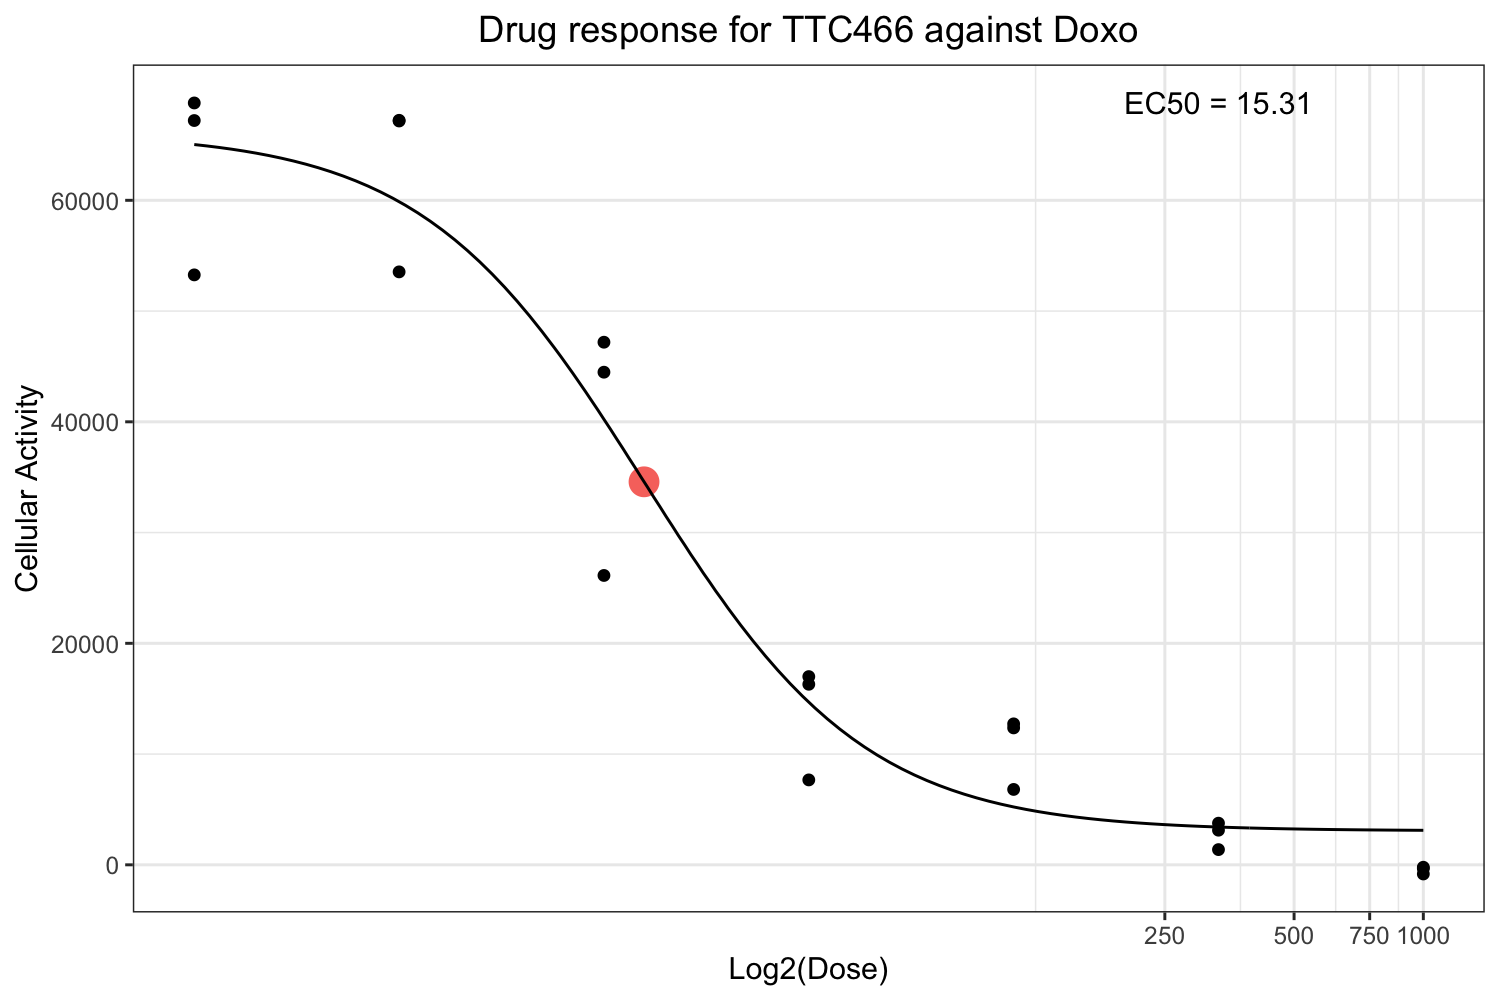 Drug response for TTC466 against Doxo
EC50 = 15.31
Cellular Activity
60000
40000
20000
0
250 500 750 1000
Log2(Dose)